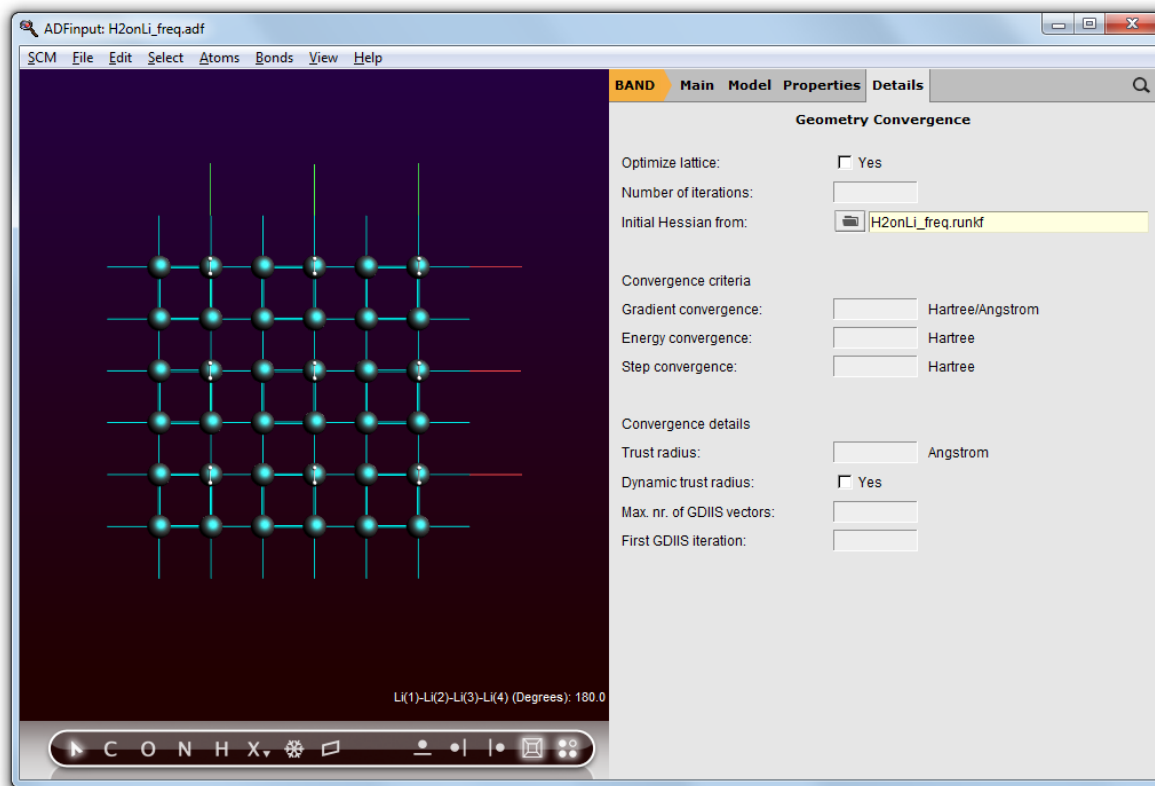 ADFinput: H2onLi_freq.adf
SCM File Edit Select Atoms Bonds View Help
BAND Main Model Properties Details
Geometry Convergence
Optimize lattice: Yes
Number of iterations:
Initial Hessian from: H2onLi_freq.runkf
Convergence criteria
Gradient convergence: Hartree/Angstrom
Energy convergence: Hartree
Step convergence: Hartree
Convergence details
Trust radius: Angstrom
Dynamic trust radius: Yes
Max. nr. of GDIIS vectors:
First GDIIS iteration:
Li(1)-Li(2)-Li(3)-Li(4) (Degrees): 180.0
C O N H X